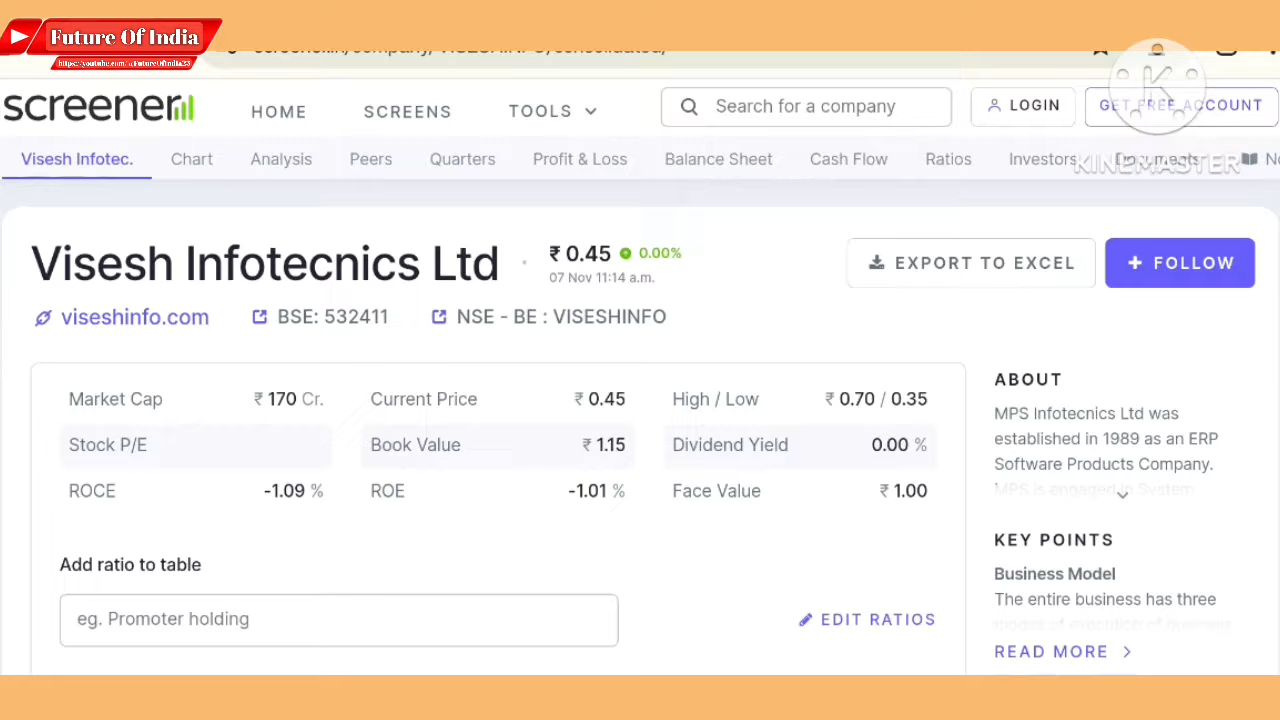 Future Of India
screener
HOME SCREENS TOOLS
Search for a company
LOGIN
GET FREE ACCOUNT
Visesh Infotec. Chart Analysis Peers Quarters Profit & Loss Balance Sheet Cash Flow Ratios Investors Documents
KINEMASTER
Visesh Infotecnics Ltd
₹ 0.45 0.00%
07 Nov 11:14 a.m.
EXPORT TO EXCEL
+ FOLLOW
viseshinfo.com BSE: 532411 NSE - BE : VISESHINFO
Market Cap ₹ 170 Cr. Current Price ₹ 0.45 High / Low ₹ 0.70 / 0.35
Stock P/E Book Value ₹ 1.15 Dividend Yield 0.00 %
ROCE -1.09 % ROE -1.01 % Face Value ₹ 1.00
Add ratio to table
eg. Promoter holding
EDIT RATIOS
ABOUT
MPS Infotecnics Ltd was
established in 1989 as an ERP
Software Products Company.
MPS is engaged in System
KEY POINTS
Business Model
The entire business has three
READ MORE